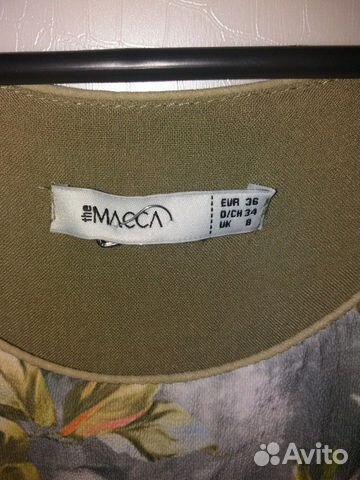 the MACCA
EUR 36
D/CH 34
UK 8
Avito